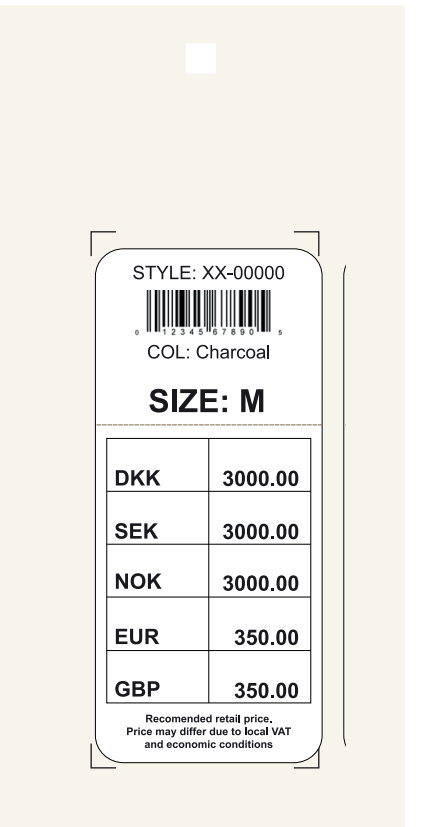 STYLE: XX-00000
0 12345 67890 5
COL: Charcoal
SIZE: M
DKK 3000.00
SEK 3000.00
NOK 3000.00
EUR 350.00
GBP 350.00
Recomended retail price.
Price may differ due to local VAT
and economic conditions